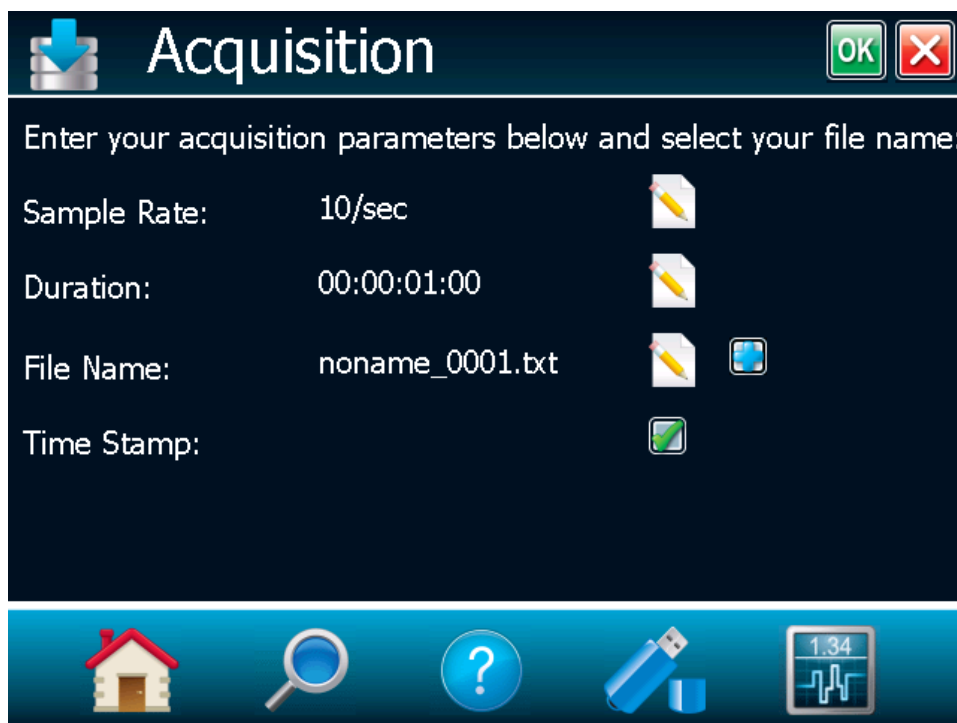 Acquisition
OK
Enter your acquisition parameters below and select your file name:
Sample Rate: 10/sec
Duration: 00:00:01:00
File Name: noname_0001.txt
Time Stamp:
?
1.34